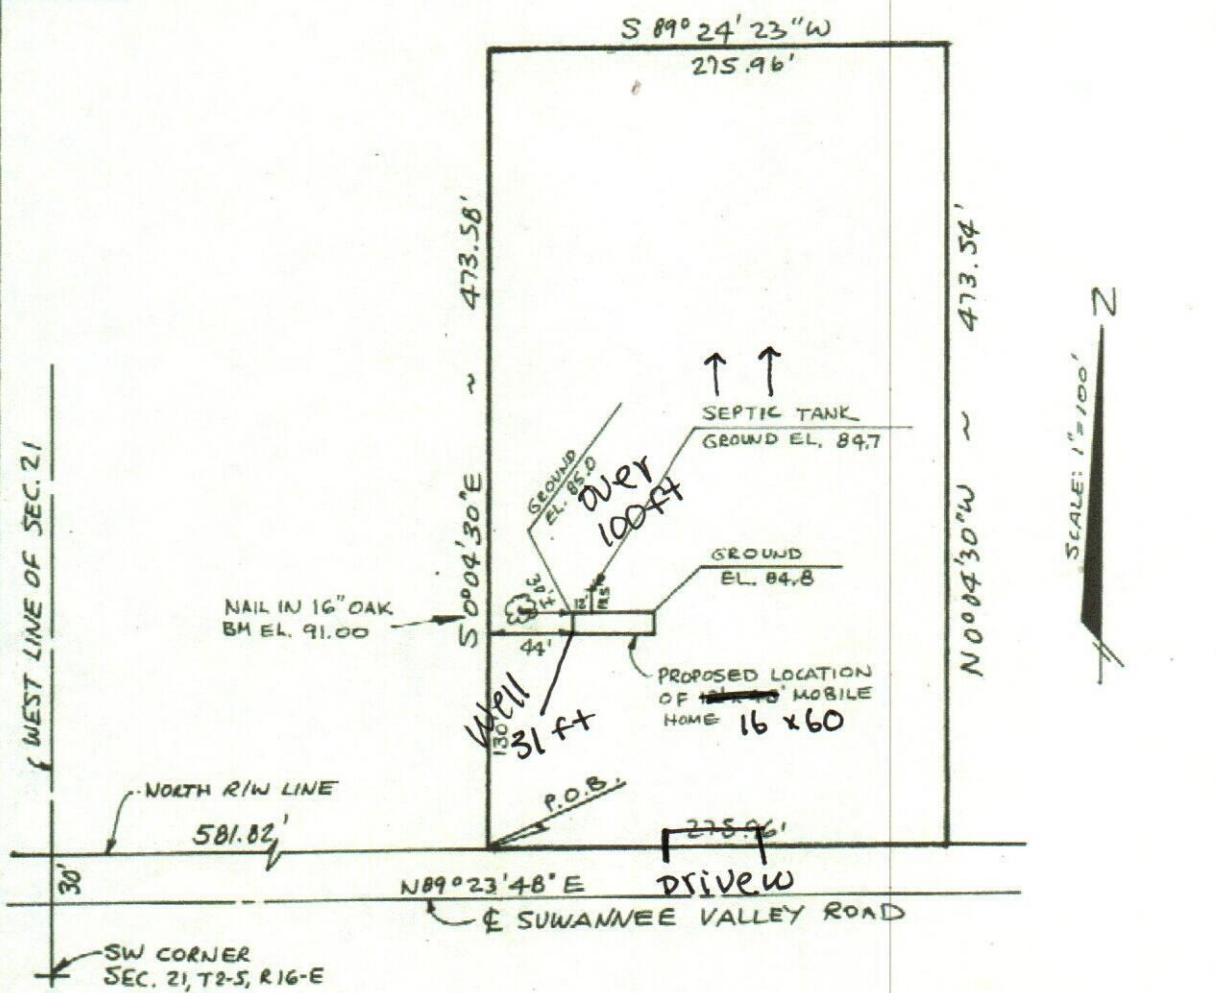 S 89° 24' 23" W
275.96'
473.58'
~
S 0° 04' 30" E
473.54'
~
N 0° 04' 30" W
N
SCALE: 1"=100'
SEPTIC TANK
GROUND EL. 84.7
GROUND
EL. 85.0
over
100ft
GROUND
EL. 84.8
NAIL IN 16" OAK
BM EL. 91.00
44'
PROPOSED LOCATION
OF MOBILE
HOME 16 x 60
Well
31 ft
130'
P.O.B.
℄ WEST LINE OF SEC. 21
NORTH R/W LINE
581.82'
275.96'
30'
N 89° 23' 48" E
Drivew
℄ SUWANNEE VALLEY ROAD
SW CORNER
SEC. 21, T2-S, R16-E